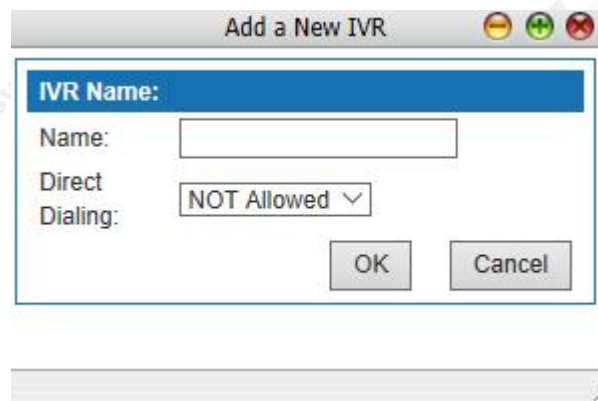 Add a New IVR
IVR Name:
Name:
Direct
Dialing:
NOT Allowed
OK
Cancel